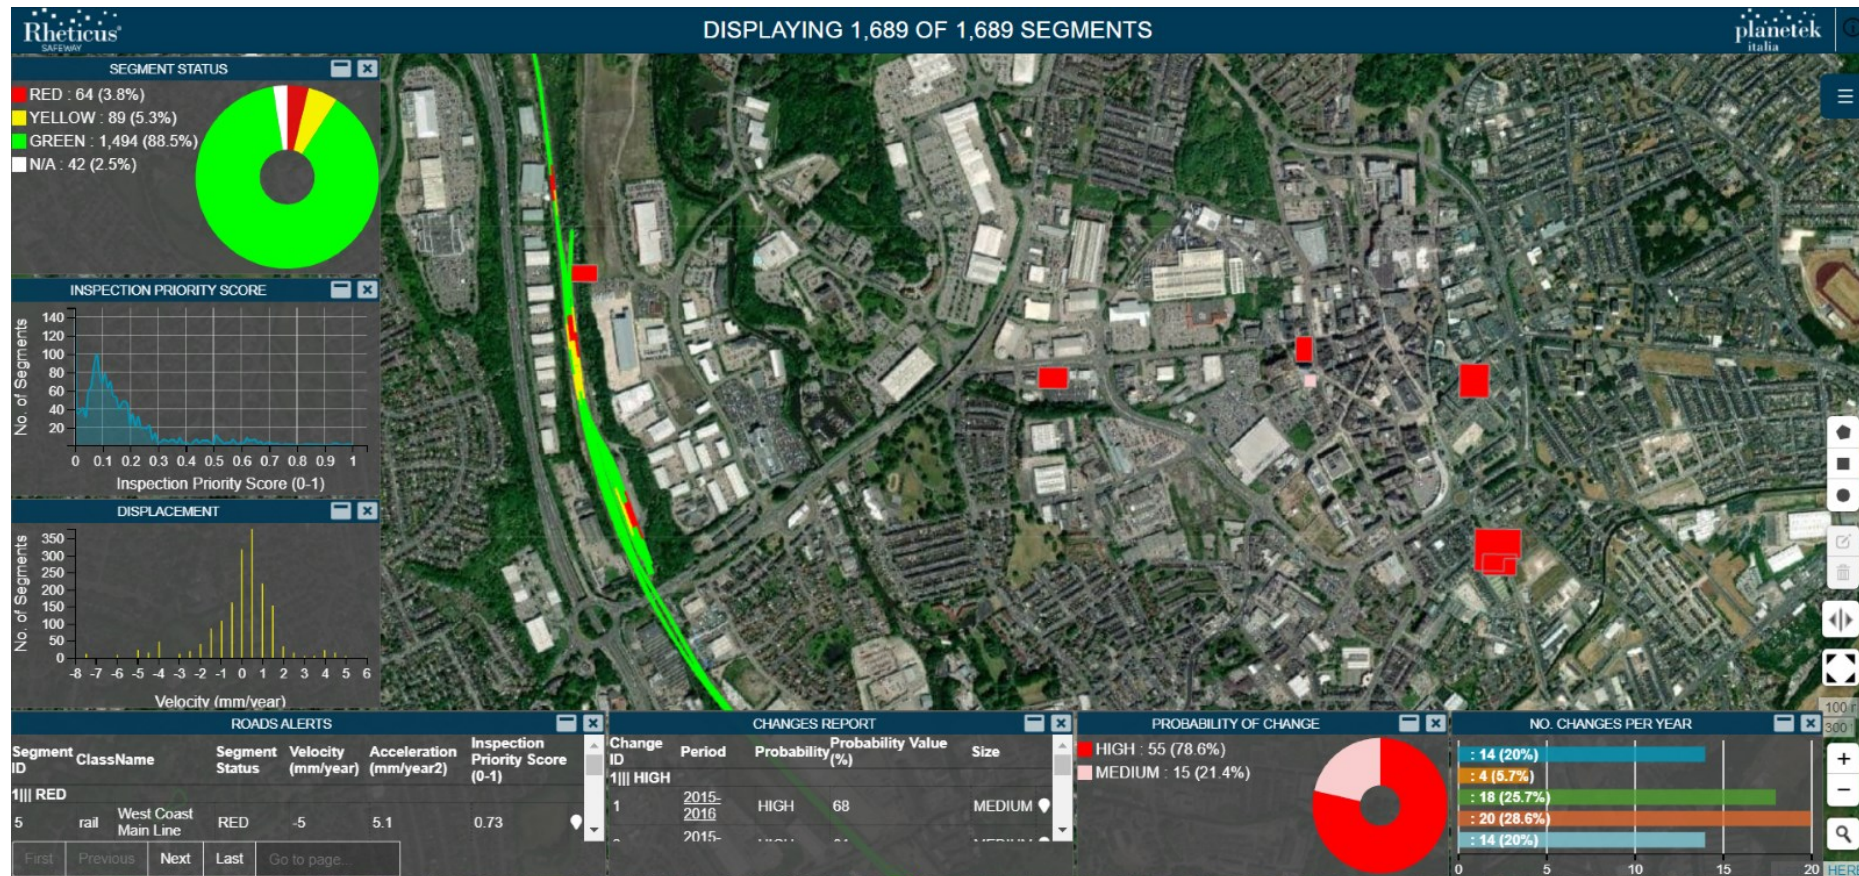 Rheticus
SAFEWAY
DISPLAYING 1,689 OF 1,689 SEGMENTS
planetek
italia
SEGMENT STATUS
RED : 64 (3.8%)
YELLOW : 89 (5.3%)
GREEN : 1,494 (88.5%)
N/A : 42 (2.5%)
INSPECTION PRIORITY SCORE
No. of Segments
140
120
100
80
60
40
20
0 0.1 0.2 0.3 0.4 0.5 0.6 0.7 0.8 0.9 1
Inspection Priority Score (0-1)
DISPLACEMENT
No. of Segments
350
300
250
200
150
100
50
0
-8 -7 -6 -5 -4 -3 -2 -1 0 1 2 3 4 5 6
Velocity (mm/year)
ROADS ALERTS
Segment ID Class Name Segment Status Velocity (mm/year) Acceleration (mm/year2) Inspection Priority Score (0-1)
1||| RED
5 rail West Coast Main Line RED -5 5.1 0.73
First Previous Next Last Go to page...
CHANGES REPORT
Change ID Period Probability Probability Value (%) Size
1||| HIGH
1 2015-2016 HIGH 68 MEDIUM
2015-
PROBABILITY OF CHANGE
HIGH : 55 (78.6%)
MEDIUM : 15 (21.4%)
NO. CHANGES PER YEAR
: 14 (20%)
: 4 (5.7%)
: 18 (25.7%)
: 20 (28.6%)
: 14 (20%)
0 5 10 15 20
100
300
+
−
HERE